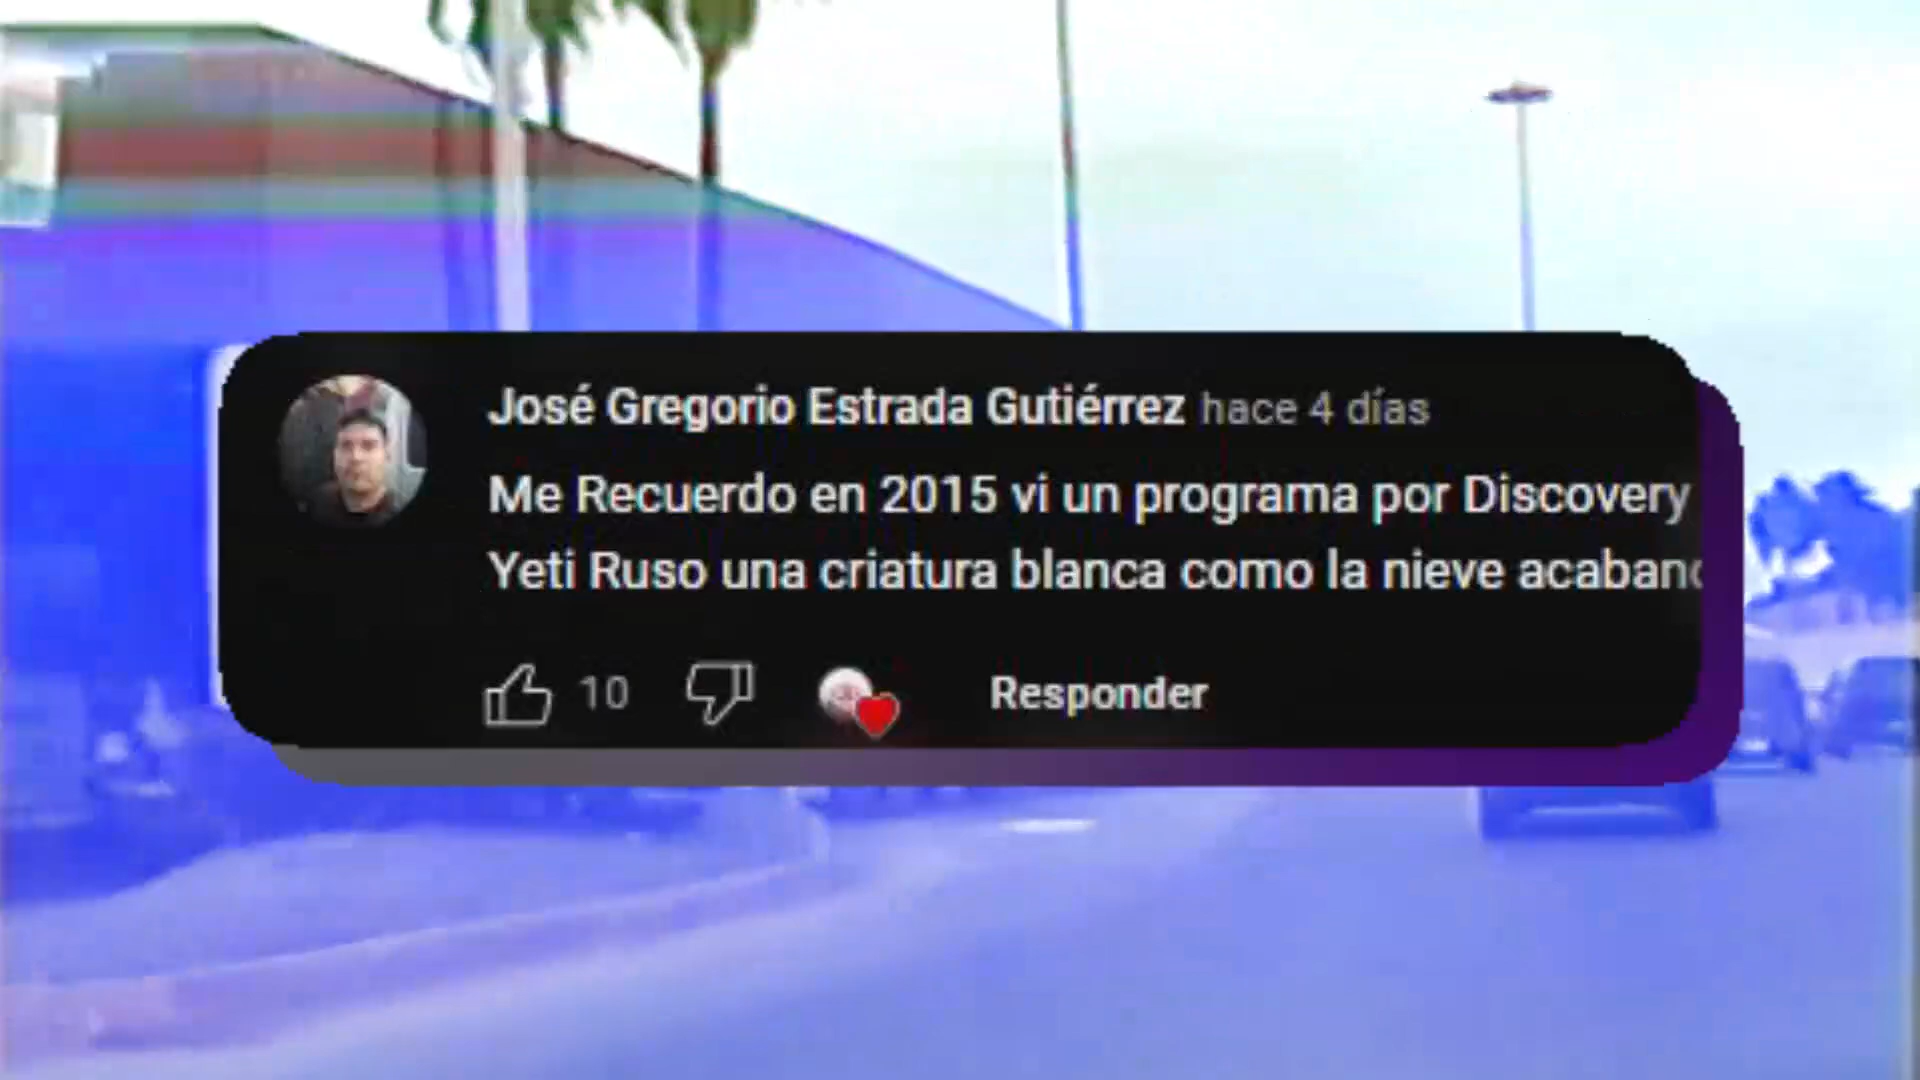 José Gregorio Estrada Gutiérrez hace 4 días
Me Recuerdo en 2015 vi un programa por Discovery
Yeti Ruso una criatura blanca como la nieve
10 Responder